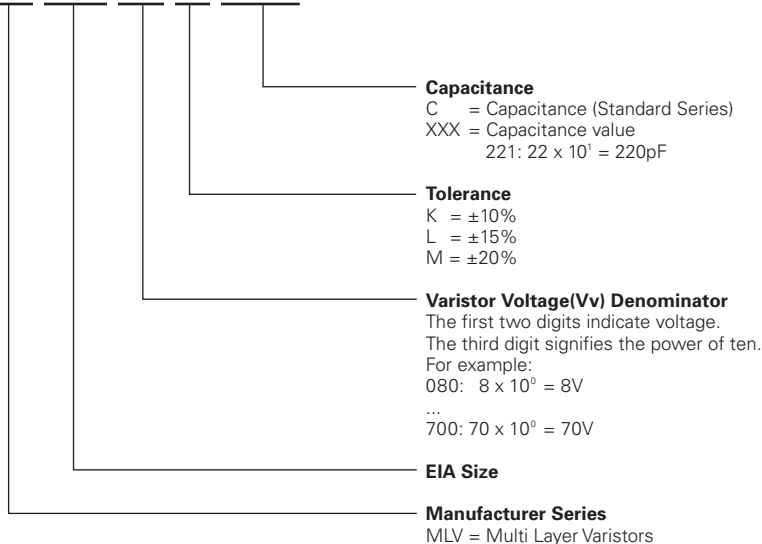 Capacitance
C = Capacitance (Standard Series)
XXX = Capacitance value
221: 22 x 10¹ = 220pF
Tolerance
K = ±10%
L = ±15%
M = ±20%
Varistor Voltage(Vv) Denominator
The first two digits indicate voltage.
The third digit signifies the power of ten.
For example:
080: 8 x 10⁰ = 8V
...
700: 70 x 10⁰ = 70V
EIA Size
Manufacturer Series
MLV = Multi Layer Varistors